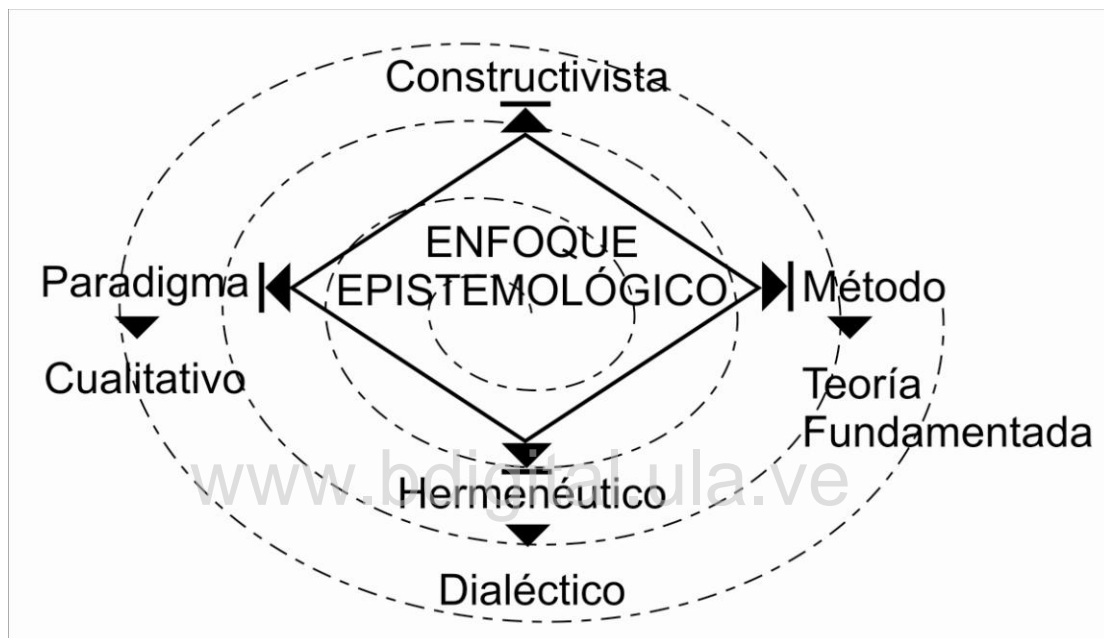 Constructivista
ENFOQUE
EPISTEMOLÓGICO
Paradigma
Método
Cualitativo
Teoría
Fundamentada
www.bdigital.ula.ve
Hermenéutico
Dialéctico